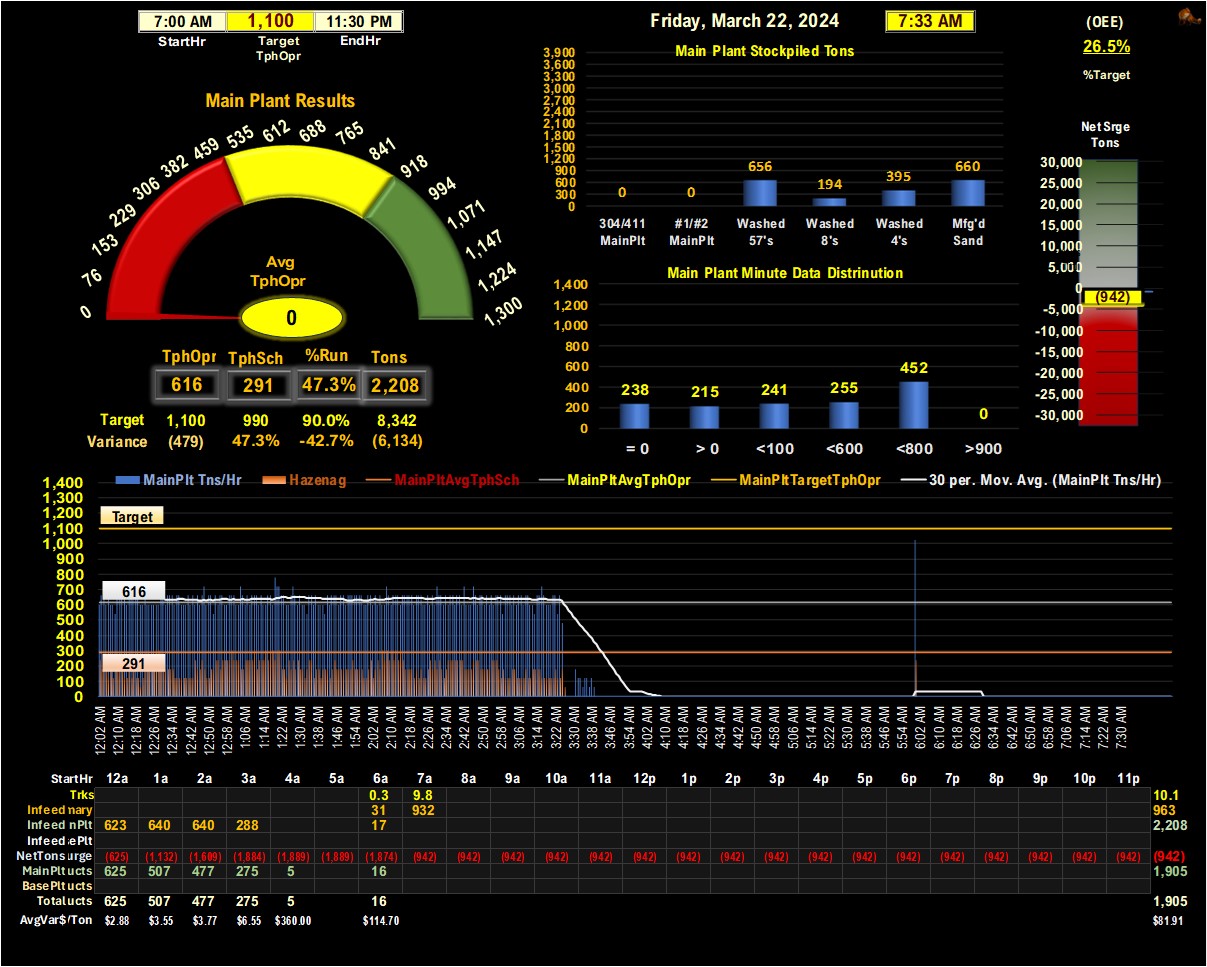 7:00 AM 1,100 11:30 PM
StartHr Target TphOpr EndHr
Friday, March 22, 2024 7:33 AM
(OEE)
26.5%
%Target
Main Plant Results
0 76 153 229 306 382 459 535 612 688 765 841 918 994 1,071 1,147 1,224 1,300
Avg
TphOpr
0
TphOpr TphSch %Run Tons
616 291 47.3% 2,208
Target 1,100 990 90.0% 8,342
Variance (479) 47.3% -42.7% (6,134)
Main Plant Stockpiled Tons
3,900
3,600
3,300
3,000
2,700
2,400
2,100
1,800
1,500
1,200
900
600
300
0
0 0 656 194 395 660
304/411 #1/#2 Washed Washed Washed Mfg'd
MainPlt MainPlt 57's 8's 4's Sand
Main Plant Minute Data Distrinution
1,400
1,200
1,000
800
600
400
200
0
238 215 241 255 452 0
= 0 > 0 <100 <600 <800 >900
Net Srge
Tons
30,000
25,000
20,000
15,000
10,000
5,000
0
(942)
-5,000
-10,000
-15,000
-20,000
-25,000
-30,000
MainPlt Tns/Hr Hazenag MainPltAvgTphSch MainPltAvgTphOpr MainPltTargetTphOpr 30 per. Mov. Avg. (MainPlt Tns/Hr)
1,400
1,300
1,200
1,100
1,000
900
800
700
600
500
400
300
200
100
0
Target
616
291
12:02 AM 12:10 AM 12:18 AM 12:26 AM 12:34 AM 12:42 AM 12:50 AM 12:58 AM 1:06 AM 1:14 AM 1:22 AM 1:30 AM 1:38 AM 1:46 AM 1:54 AM 2:02 AM 2:10 AM 2:18 AM 2:26 AM 2:34 AM 2:42 AM 2:50 AM 2:58 AM 3:06 AM 3:14 AM 3:22 AM 3:30 AM 3:38 AM 3:46 AM 3:54 AM 4:02 AM 4:10 AM 4:18 AM 4:26 AM 4:34 AM 4:42 AM 4:50 AM 4:58 AM 5:06 AM 5:14 AM 5:22 AM 5:30 AM 5:38 AM 5:46 AM 5:54 AM 6:02 AM 6:10 AM 6:18 AM 6:26 AM 6:34 AM 6:42 AM 6:50 AM 6:58 AM 7:06 AM 7:14 AM 7:22 AM 7:30 AM
StartHr 12a 1a 2a 3a 4a 5a 6a 7a 8a 9a 10a 11a 12p 1p 2p 3p 4p 5p 6p 7p 8p 9p 10p 11p
Trks 0.3 9.8 10.1
Infeed nary 31 932 963
Infeed nPlt 623 640 640 288 17 2,208
Infeed ePlt
NetTons urge (625) (1,132) (1,609) (1,884) (1,889) (1,889) (1,874) (942) (942) (942) (942) (942) (942) (942) (942) (942) (942) (942) (942) (942) (942) (942) (942) (942) (942)
MainPlt ucts 625 507 477 275 5 16 1,905
BasePlt ucts
Total ucts 625 507 477 275 5 16 1,905
AvgVar$/Ton $2.88 $3.55 $3.77 $6.55 $360.00 $114.70 $81.91